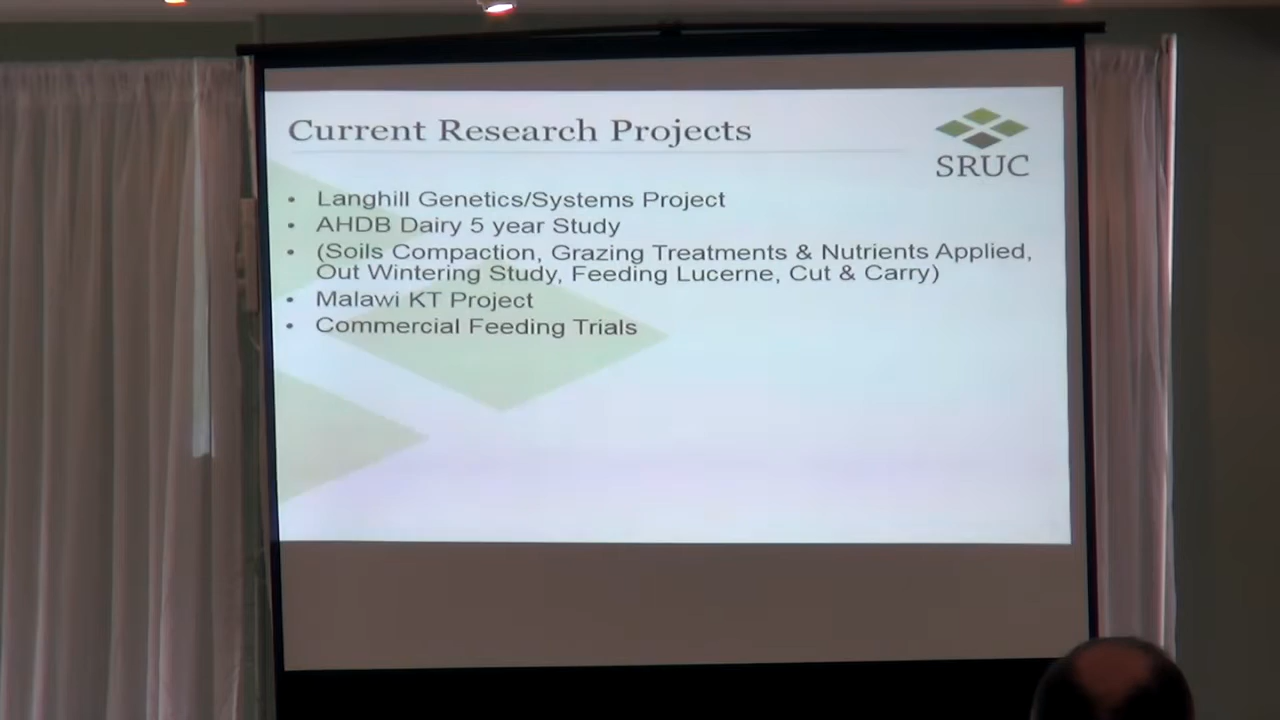 Current Research Projects
SRUC
• Langhill Genetics/Systems Project
• AHDB Dairy 5 year Study
• (Soils Compaction, Grazing Treatments & Nutrients Applied,
Out Wintering Study, Feeding Lucerne, Cut & Carry)
• Malawi KT Project
• Commercial Feeding Trials